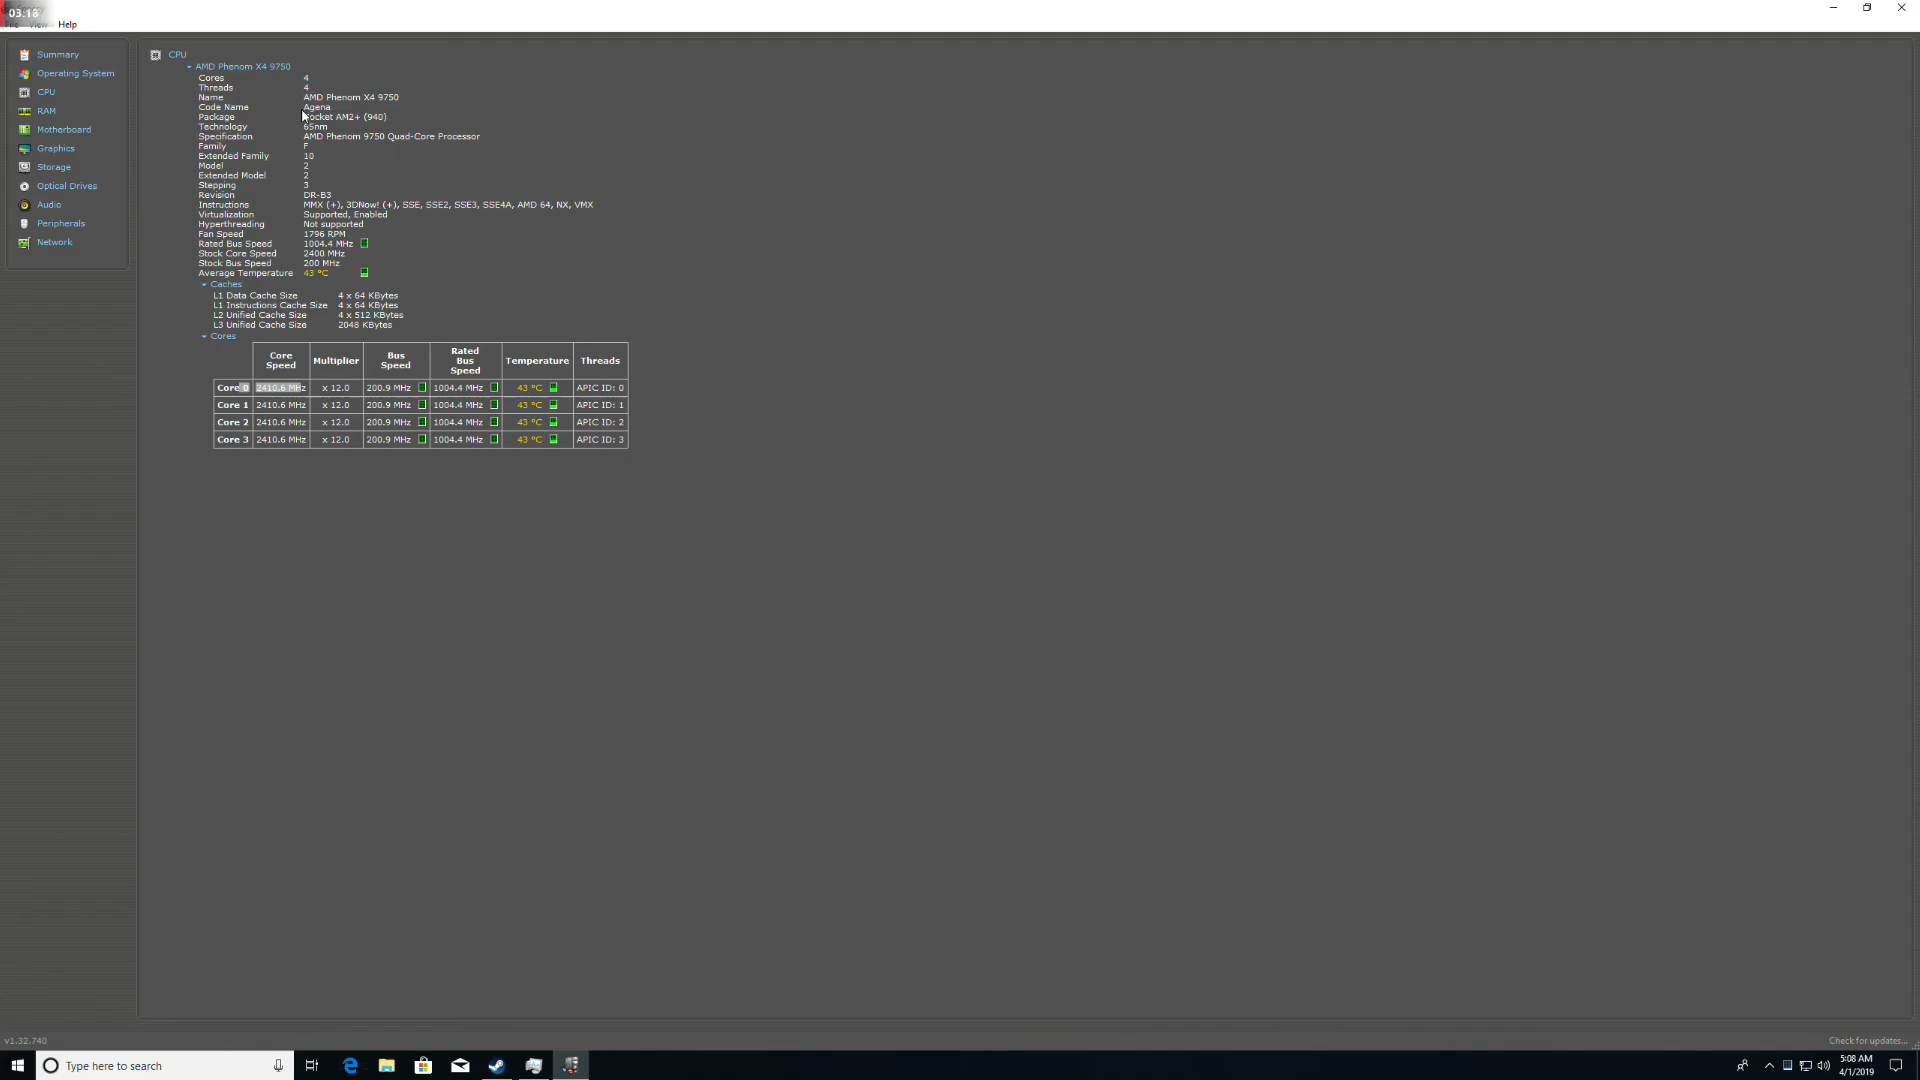 03:18
File View Help
Summary
Operating System
CPU
RAM
Motherboard
Graphics
Storage
Optical Drives
Audio
Peripherals
Network
CPU
AMD Phenom X4 9750
Cores 4
Threads 4
Name AMD Phenom X4 9750
Code Name Agena
Package Socket AM2+ (940)
Technology 65nm
Specification AMD Phenom 9750 Quad-Core Processor
Family F
Extended Family 10
Model 2
Extended Model 2
Stepping 3
Revision DR-B3
Instructions MMX (+), 3DNow! (+), SSE, SSE2, SSE3, SSE4A, AMD 64, NX, VMX
Virtualization Supported, Enabled
Hyperthreading Not supported
Fan Speed 1796 RPM
Rated Bus Speed 1004.4 MHz
Stock Core Speed 2400 MHz
Stock Bus Speed 200 MHz
Average Temperature 43 °C
Caches
L1 Data Cache Size 4 x 64 KBytes
L1 Instructions Cache Size 4 x 64 KBytes
L2 Unified Cache Size 4 x 512 KBytes
L3 Unified Cache Size 2048 KBytes
Cores
Core Speed Multiplier Bus Speed Rated Bus Speed Temperature Threads
Core 0 2410.6 MHz x 12.0 200.9 MHz 1004.4 MHz 43 °C APIC ID: 0
Core 1 2410.6 MHz x 12.0 200.9 MHz 1004.4 MHz 43 °C APIC ID: 1
Core 2 2410.6 MHz x 12.0 200.9 MHz 1004.4 MHz 43 °C APIC ID: 2
Core 3 2410.6 MHz x 12.0 200.9 MHz 1004.4 MHz 43 °C APIC ID: 3
v1.32.740
Check for updates...
Type here to search
5:08 AM
4/1/2019